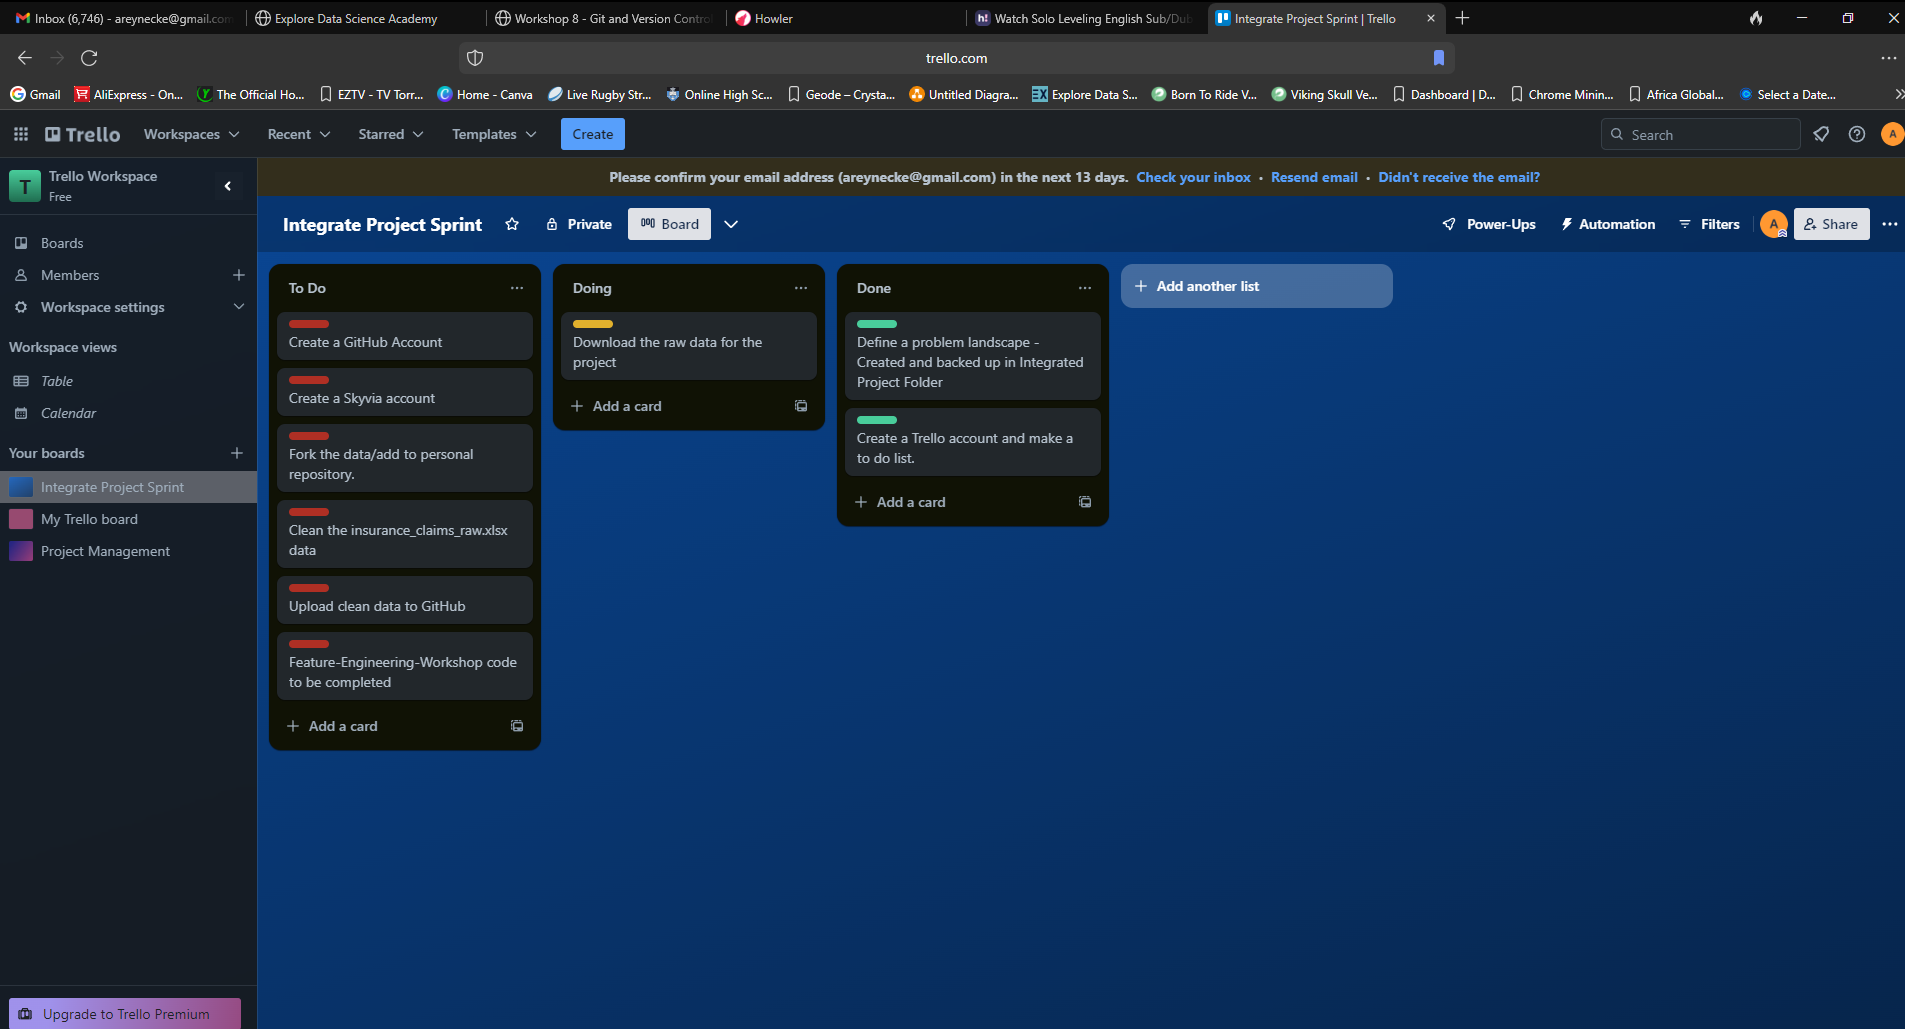 Inbox (6,746) - areynecke@gmail.com
Explore Data Science Academy
Workshop 8 - Git and Version Control
Howler
Watch Solo Leveling English Sub/Dub
Integrate Project Sprint | Trello
trello.com
Gmail
AliExpress - On...
The Official Ho...
EZTV - TV Torr...
Home - Canva
Live Rugby Str...
Online High Sc...
Geode – Crysta...
Untitled Diagra...
Explore Data S...
Born To Ride V...
Viking Skull Ve...
Dashboard | D...
Chrome Minin...
Africa Global...
Select a Date...
Trello
Workspaces
Recent
Starred
Templates
Create
Search
A
T
Trello Workspace
Free
Please confirm your email address (areynecke@gmail.com) in the next 13 days. Check your inbox • Resend email • Didn't receive the email?
Integrate Project Sprint
Private
Board
Power-Ups
Automation
Filters
A
Share
Boards
Members
Workspace settings
Workspace views
Table
Calendar
Your boards
Integrate Project Sprint
My Trello board
Project Management
Upgrade to Trello Premium
To Do
Create a GitHub Account
Create a Skyvia account
Fork the data/add to personal
repository.
Clean the insurance_claims_raw.xlsx
data
Upload clean data to GitHub
Feature-Engineering-Workshop code
to be completed
Add a card
Doing
Download the raw data for the
project
Add a card
Done
Define a problem landscape -
Created and backed up in Integrated
Project Folder
Create a Trello account and make a
to do list.
Add a card
Add another list